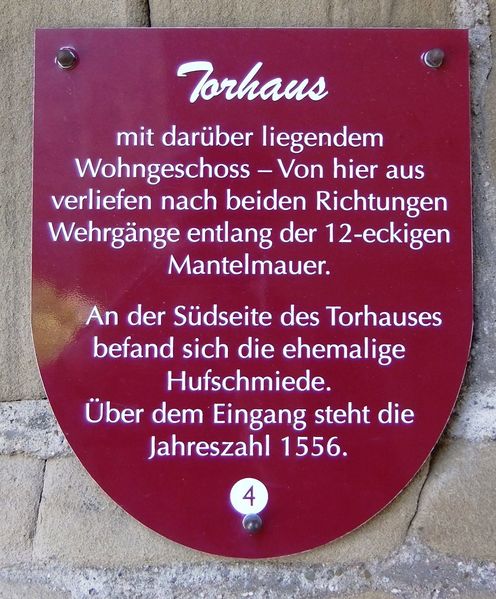 Torhaus
mit darüber liegendem
Wohngeschoss – Von hier aus
verliefen nach beiden Richtungen
Wehrgänge entlang der 12-eckigen
Mantelmauer.
An der Südseite des Torhauses
befand sich die ehemalige
Hufschmiede.
Über dem Eingang steht die
Jahreszahl 1556.
4